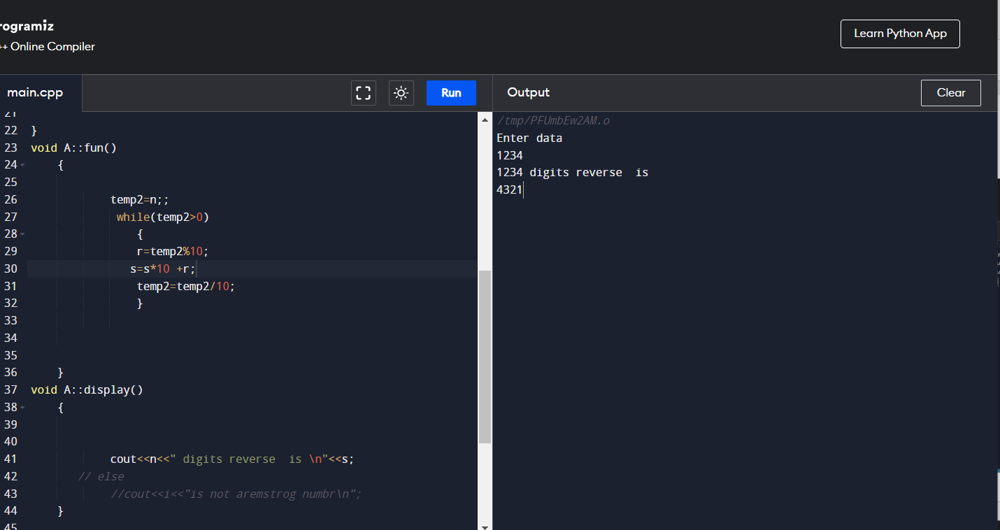 rogramiz
++ Online Compiler
Learn Python App
main.cpp
Run
Output
Clear
21
22 }
23 void A::fun()
24 {
25
26 temp2=n;;
27 while(temp2>0)
28 {
29 r=temp2%10;
30 s=s*10 +r;
31 temp2=temp2/10;
32 }
33
34
35
36 }
37 void A::display()
38 {
39
40
41 cout<<n<<" digits reverse  is \n"<<s;
42 // else
43 //cout<<i<<"is not aremstrog numbr\n";
44 }
45
/tmp/PFUmbEw2AM.o
Enter data
1234
1234 digits reverse  is
4321